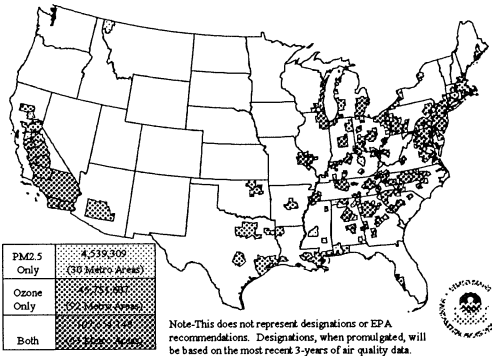 PM2.5
Only
4,539,309
(30 Metro Areas)
Ozone
Only
Metro Areas)
Both
Note-This does not represent designations or EPA
recommendations. Designations, when promulgated, will
be based on the most recent 3-years of air quality data.